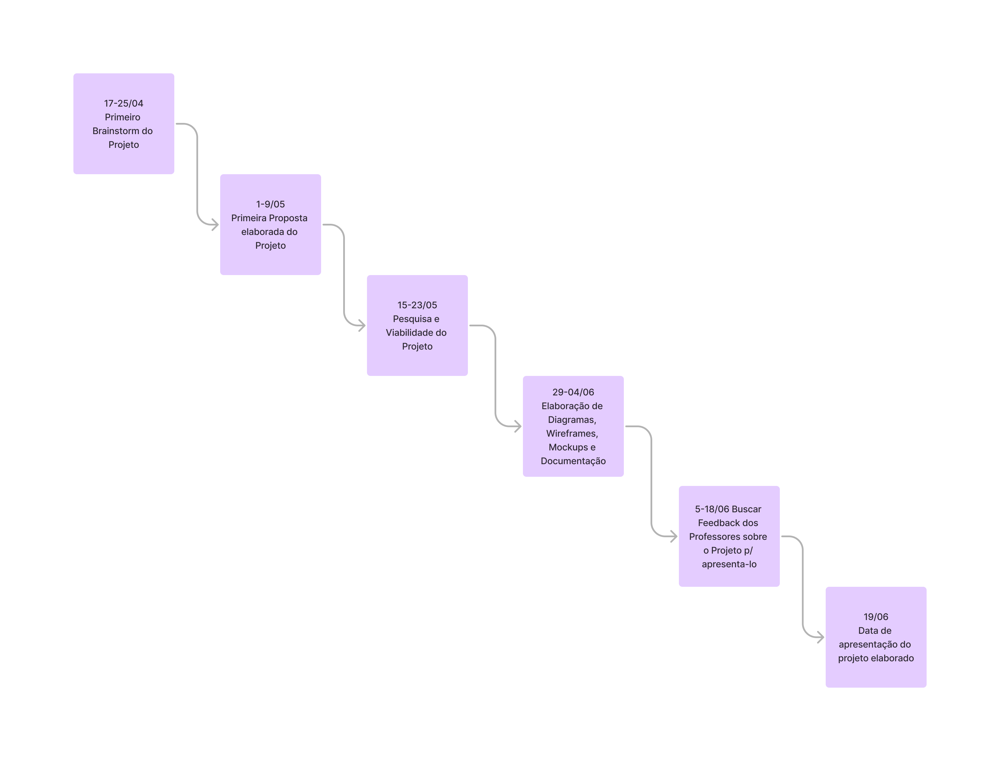 17-25/04
Primeiro
Brainstorm do
Projeto
1-9/05
Primeira Proposta
elaborada do
Projeto
15-23/05
Pesquisa e
Viabilidade do
Projeto
29-04/06
Elaboração de
Diagramas,
Wireframes,
Mockups e
Documentação
5-18/06 Buscar
Feedback dos
Professores sobre
o Projeto p/
apresenta-lo
19/06
Data de
apresentação do
projeto elaborado